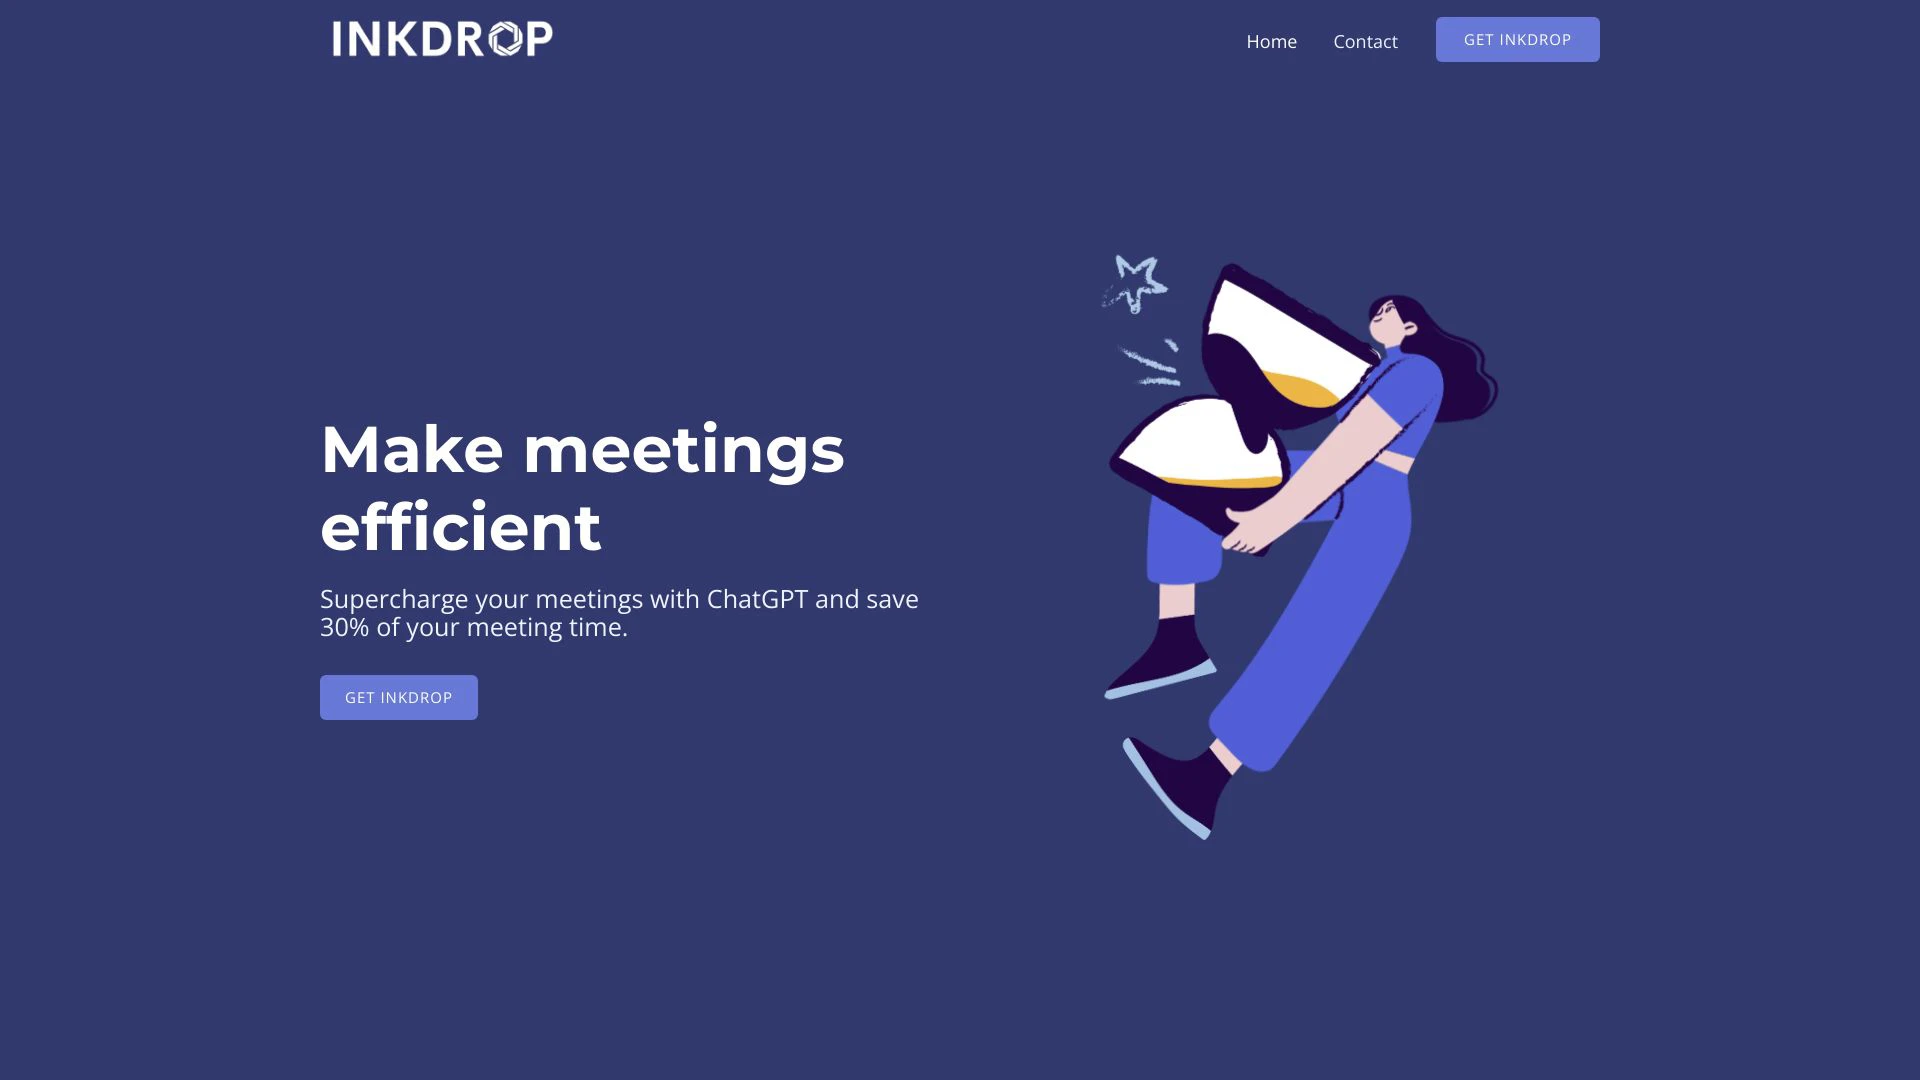 INKDROP
Home
Contact
GET INKDROP
Make meetings
efficient
Supercharge your meetings with ChatGPT and save
30% of your meeting time.
GET INKDROP